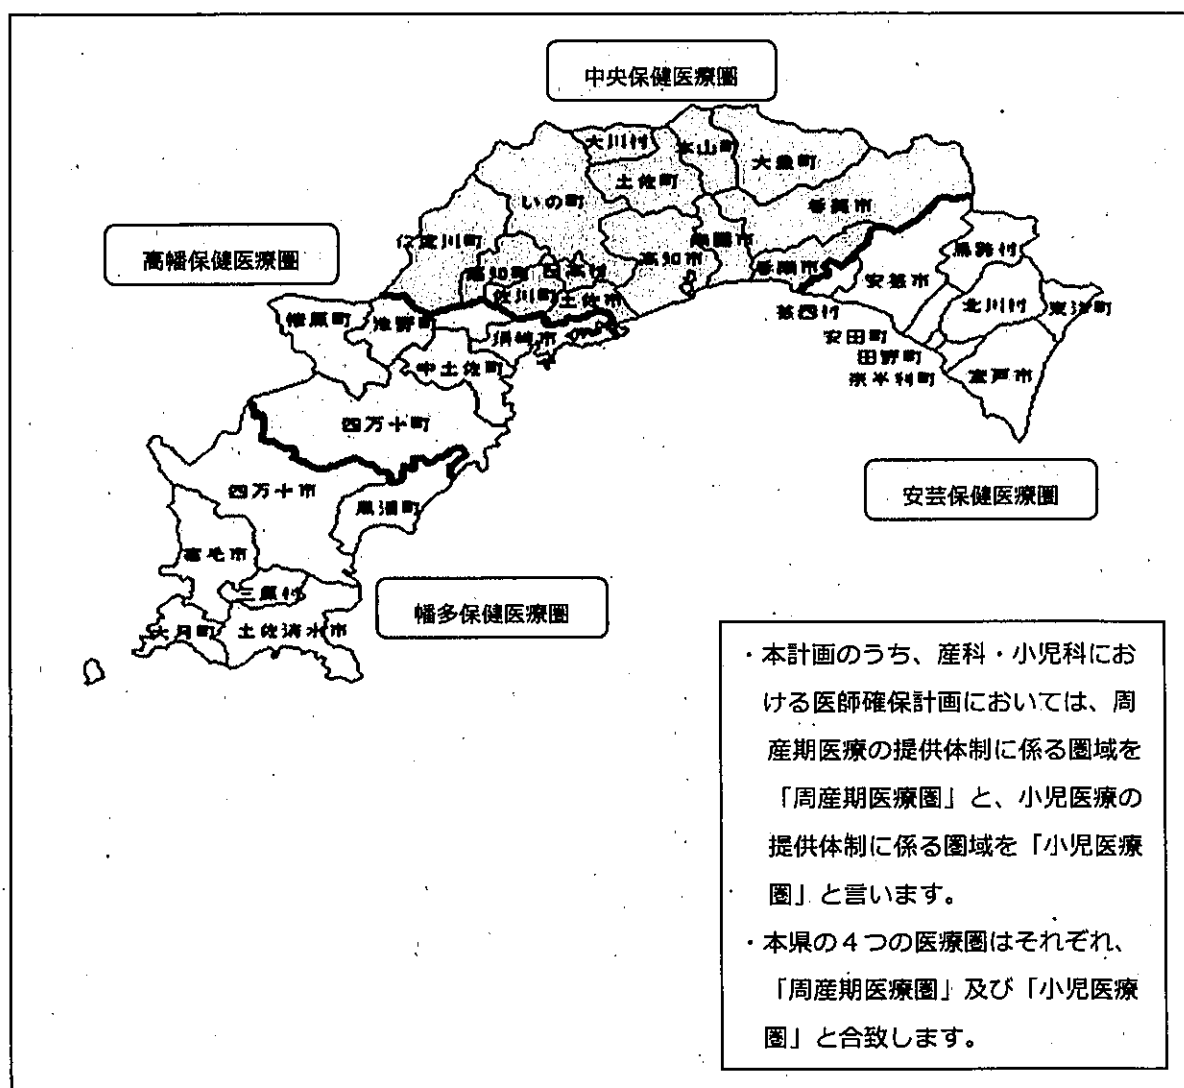 中央保健医療圏
大川村
本山町
大豊町
土佐町
いの町
香美市
高幡保健医療圏
仁淀川町
南国市
高知市
越知町
日高村
香南市
馬路村
安芸市
佐川町
土佐市
北川村
東洋町
梼原町
津野町
須崎市
芸西村
安田町
田野町
奈半利町
室戸市
中土佐町
四万十町
安芸保健医療圏
四万十市
黒潮町
宿毛市
三原村
幡多保健医療圏
大月町
土佐清水市
・本計画のうち、産科・小児科にお
ける医師確保計画においては、周
産期医療の提供体制に係る圏域を
「周産期医療圏」と、小児医療の
提供体制に係る圏域を「小児医療
圏」と言います。
・本県の4つの医療圏はそれぞれ、
「周産期医療圏」及び「小児医療
圏」と合致します。